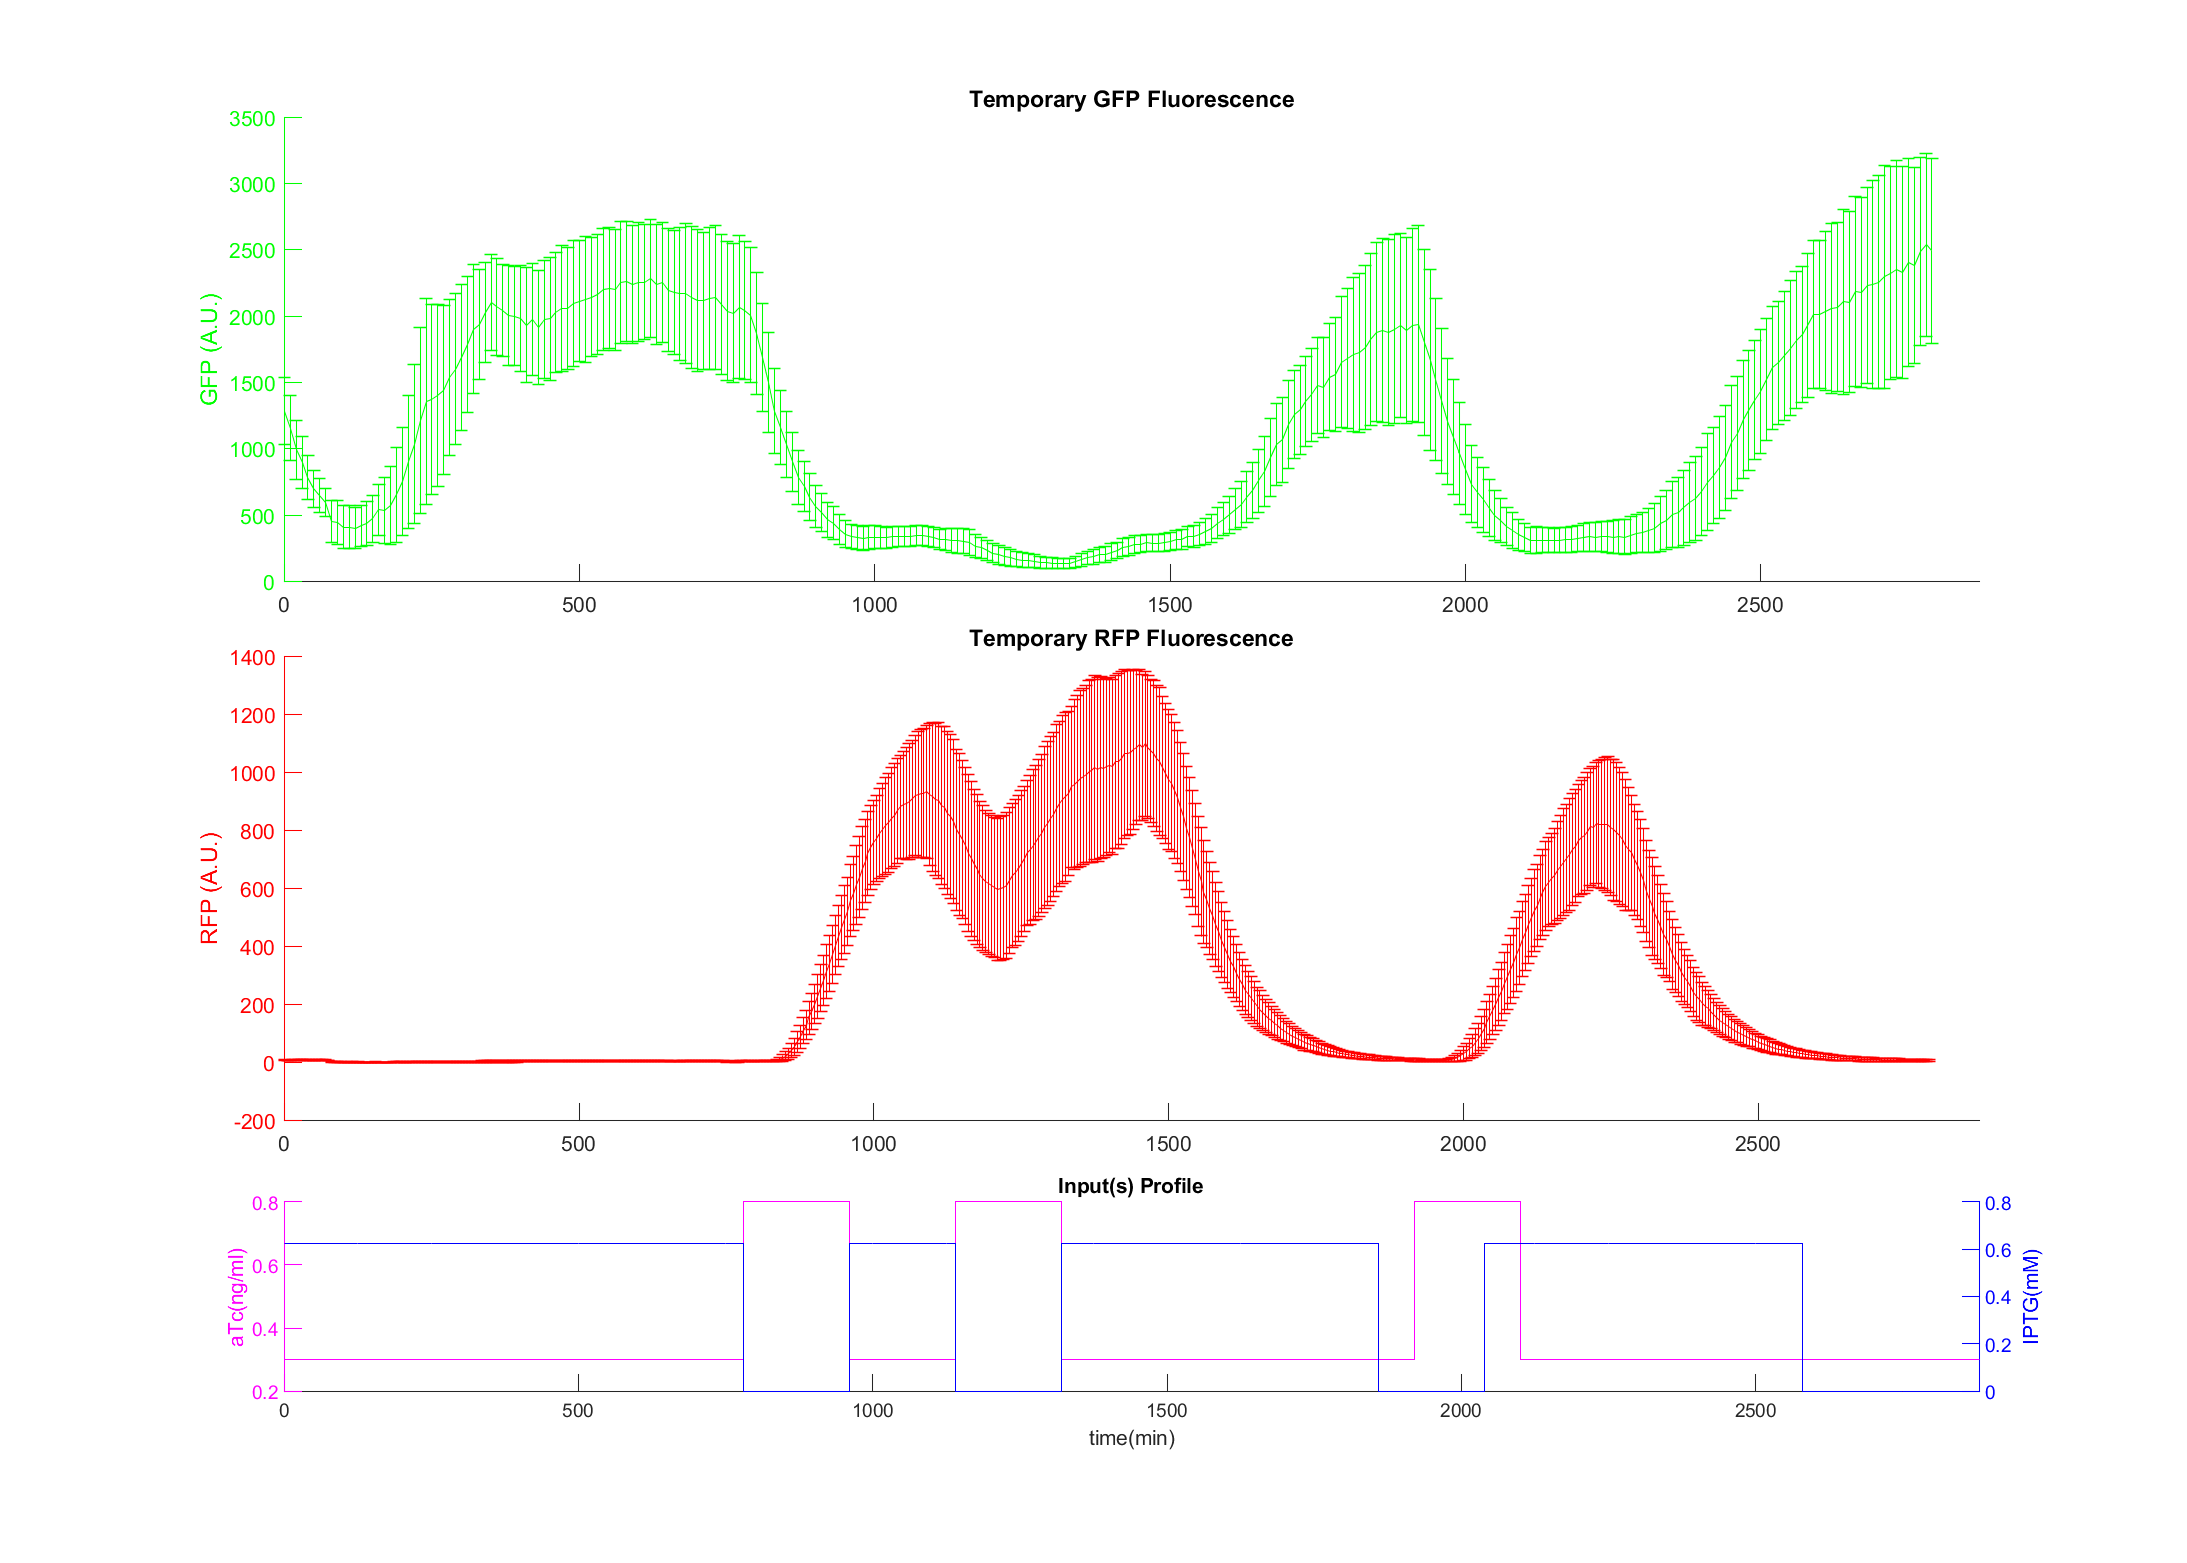 Temporary GFP Fluorescence
3500
3000
2500
2000
1500
1000
500
0
GFP (A.U.)
0 500 1000 1500 2000 2500
Temporary RFP Fluorescence
1400
1200
1000
800
600
400
200
0
-200
RFP (A.U.)
0 500 1000 1500 2000 2500
Input(s) Profile
0.8
0.6
0.4
0.2
aTc(ng/ml)
0.8
0.6
0.4
0.2
0
IPTG(mM)
0 500 1000 1500 2000 2500
time(min)